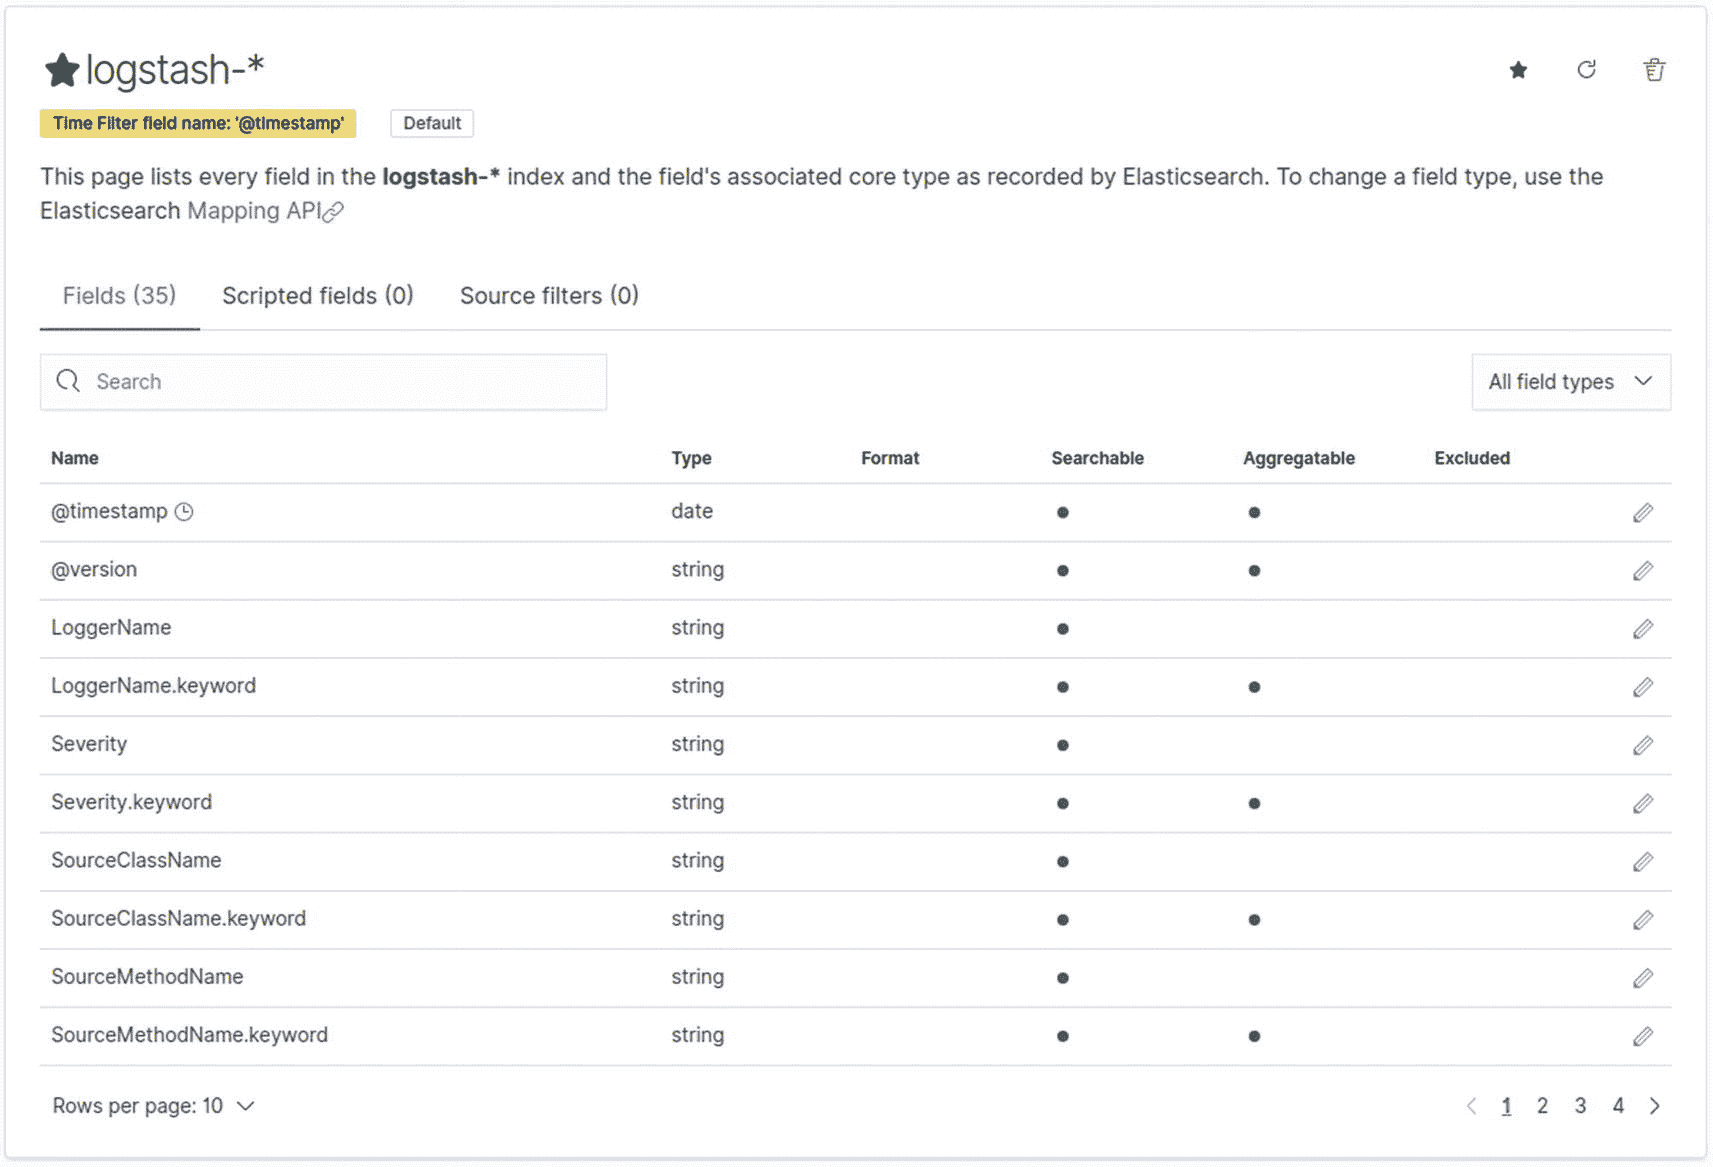 logstash-*
Time Filter field name: '@timestamp' Default
This page lists every field in the logstash-* index and the field's associated core type as recorded by Elasticsearch. To change a field type, use the
Elasticsearch Mapping API
Fields (35) Scripted fields (0) Source filters (0)
Search All field types
Name Type Format Searchable Aggregatable Excluded
@timestamp date
@version string
LoggerName string
LoggerName.keyword string
Severity string
Severity.keyword string
SourceClassName string
SourceClassName.keyword string
SourceMethodName string
SourceMethodName.keyword string
Rows per page: 10 1 2 3 4